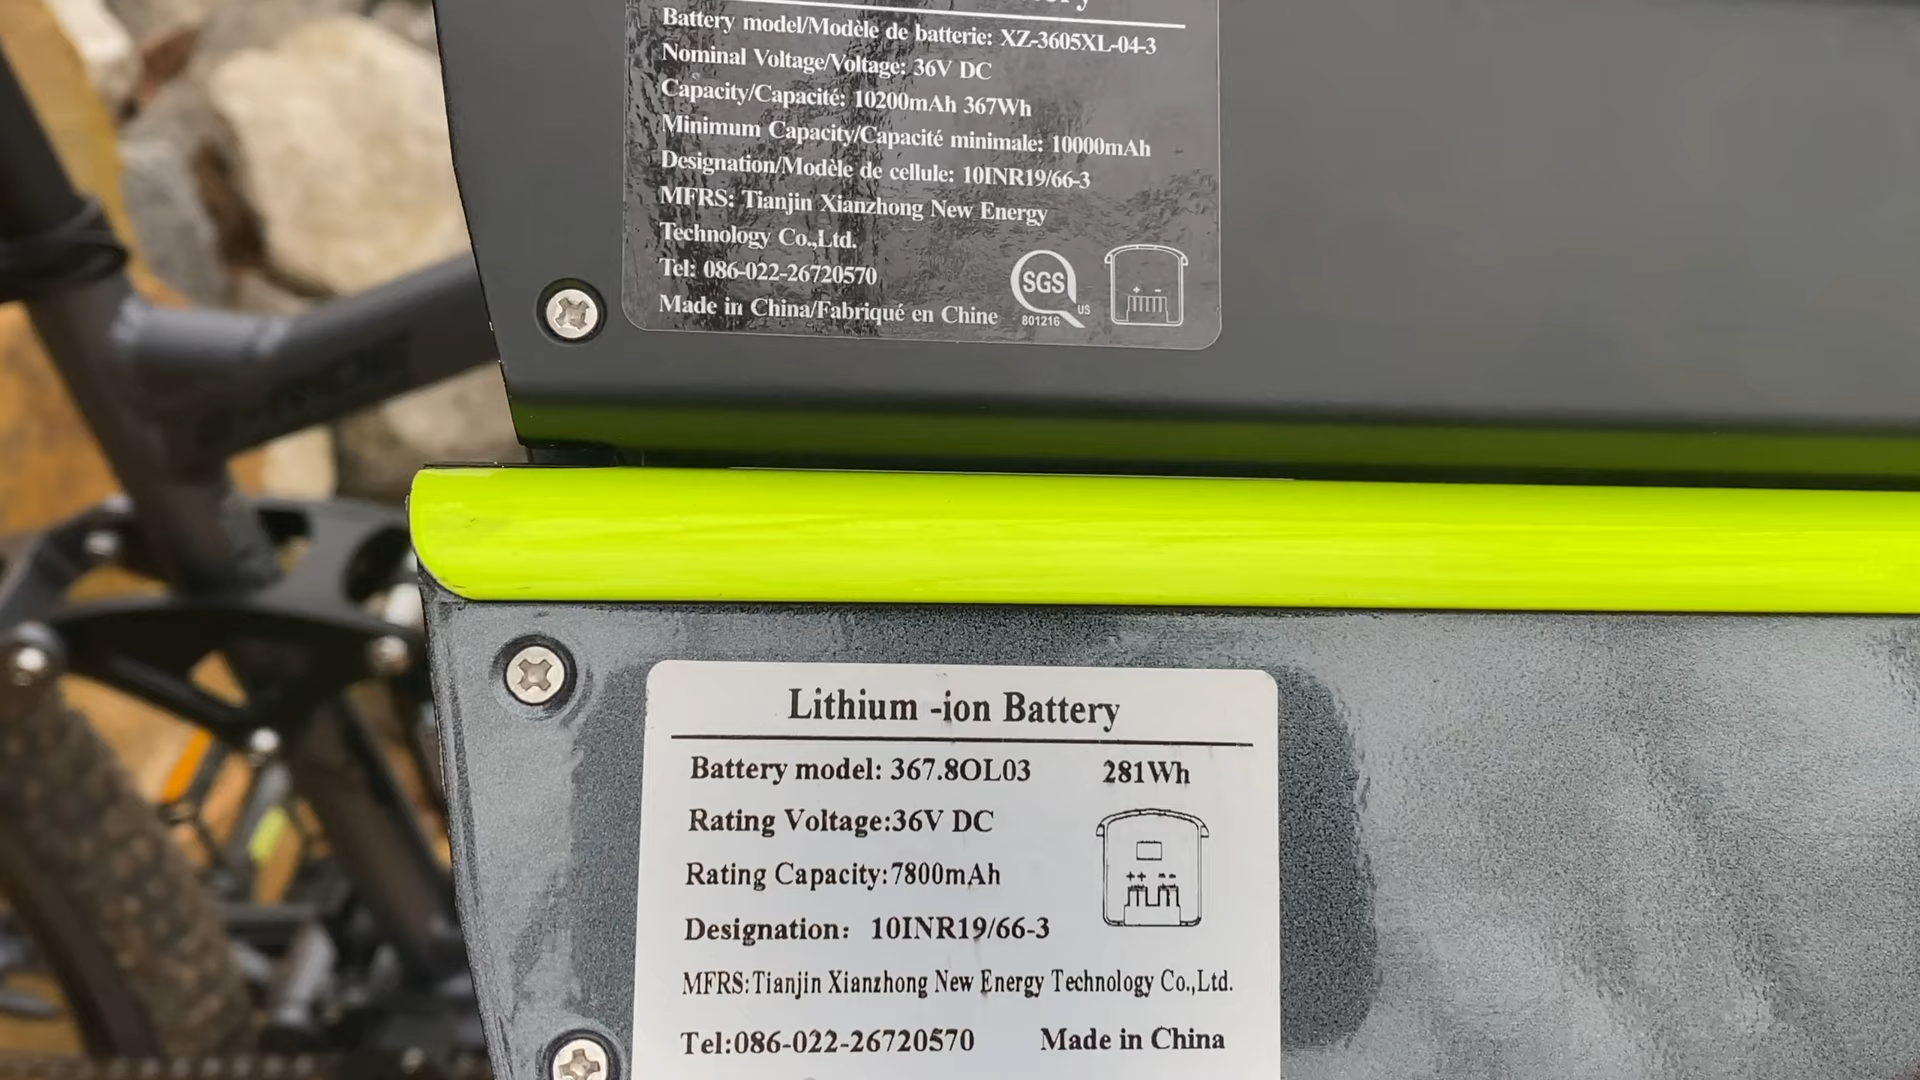 Battery model/Modèle de batterie: XZ-3605XL-04-3
Nominal Voltage/Voltage: 36V DC
Capacity/Capacité: 10200mAh 367Wh
Minimum Capacity/Capacité minimale: 10000mAh
Designation/Modèle de cellule: 10INR19/66-3
MFRS: Tianjin Xianzhong New Energy
Technology Co.,Ltd.
Tel: 086-022-26720570
Made in China/Fabriqué en Chine
SGS
US
801216
+ -
Lithium -ion Battery
Battery model: 367.8OL03 281Wh
Rating Voltage:36V DC
Rating Capacity:7800mAh
++ --
Designation: 10INR19/66-3
MFRS:Tianjin Xianzhong New Energy Technology Co.,Ltd.
Tel:086-022-26720570 Made in China